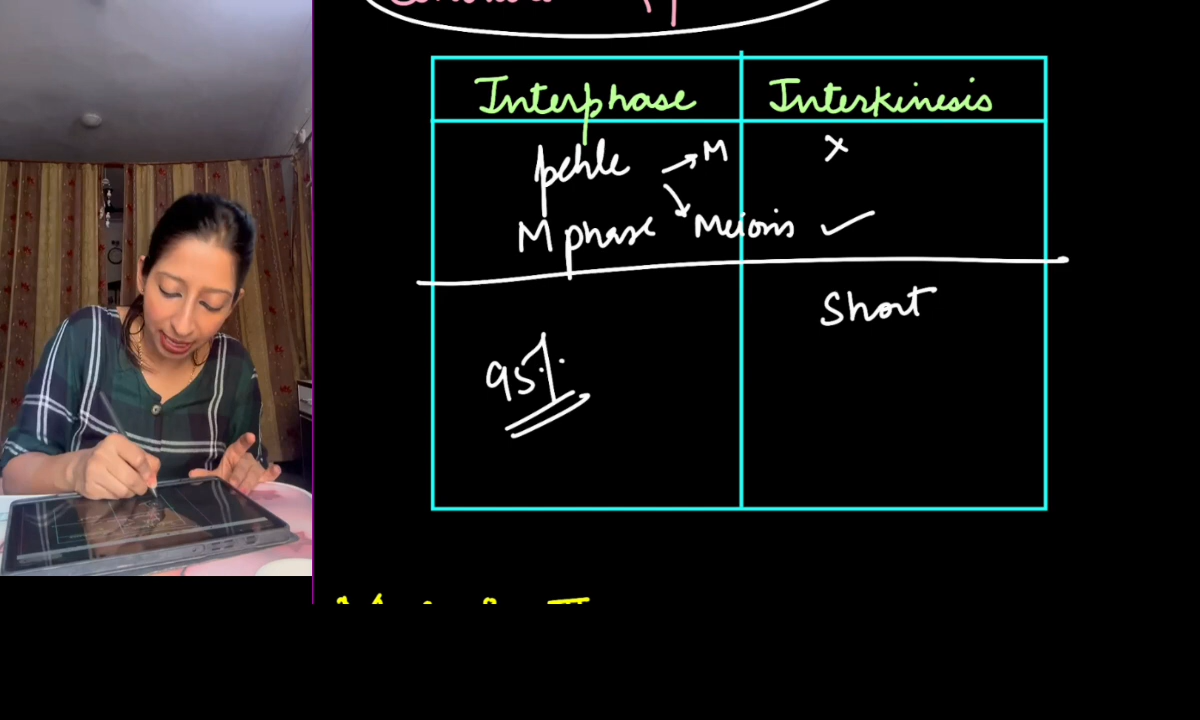 Interphase Interkinesis
pehle → M ×
M phase → Meiosis ✓
Short
95%